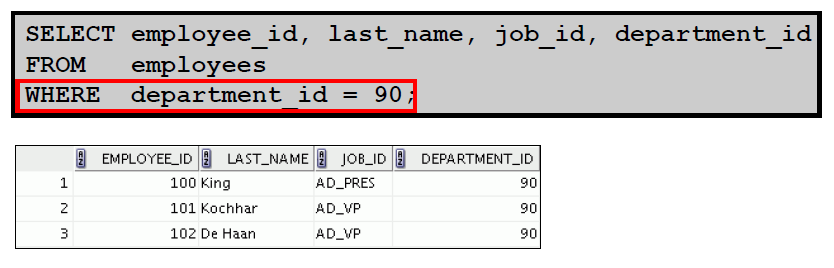 SELECT employee_id, last_name, job_id, department_id
FROM employees
WHERE department_id = 90;
EMPLOYEE_ID LAST_NAME JOB_ID DEPARTMENT_ID
1 100 King AD_PRES 90
2 101 Kochhar AD_VP 90
3 102 De Haan AD_VP 90